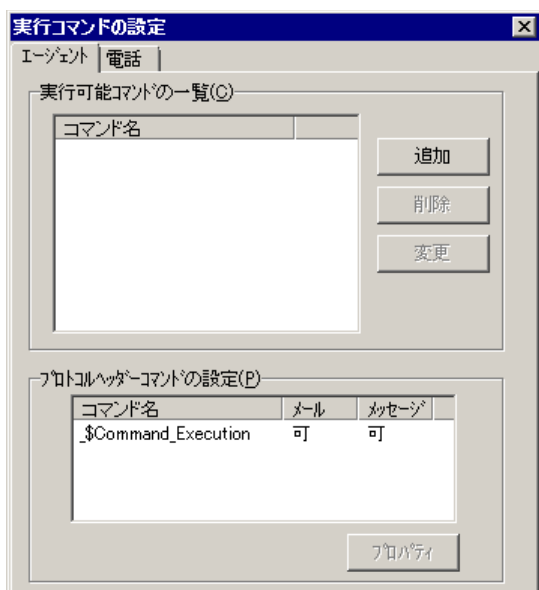 実行コマンドの設定
エージェント 電話
実行可能コマンドの一覧(C)
コマンド名
追加
削除
変更
プロトコルヘッダーコマンドの設定(P)
コマンド名 メール メッセージ
_$Command_Execution 可 可
プロパティ